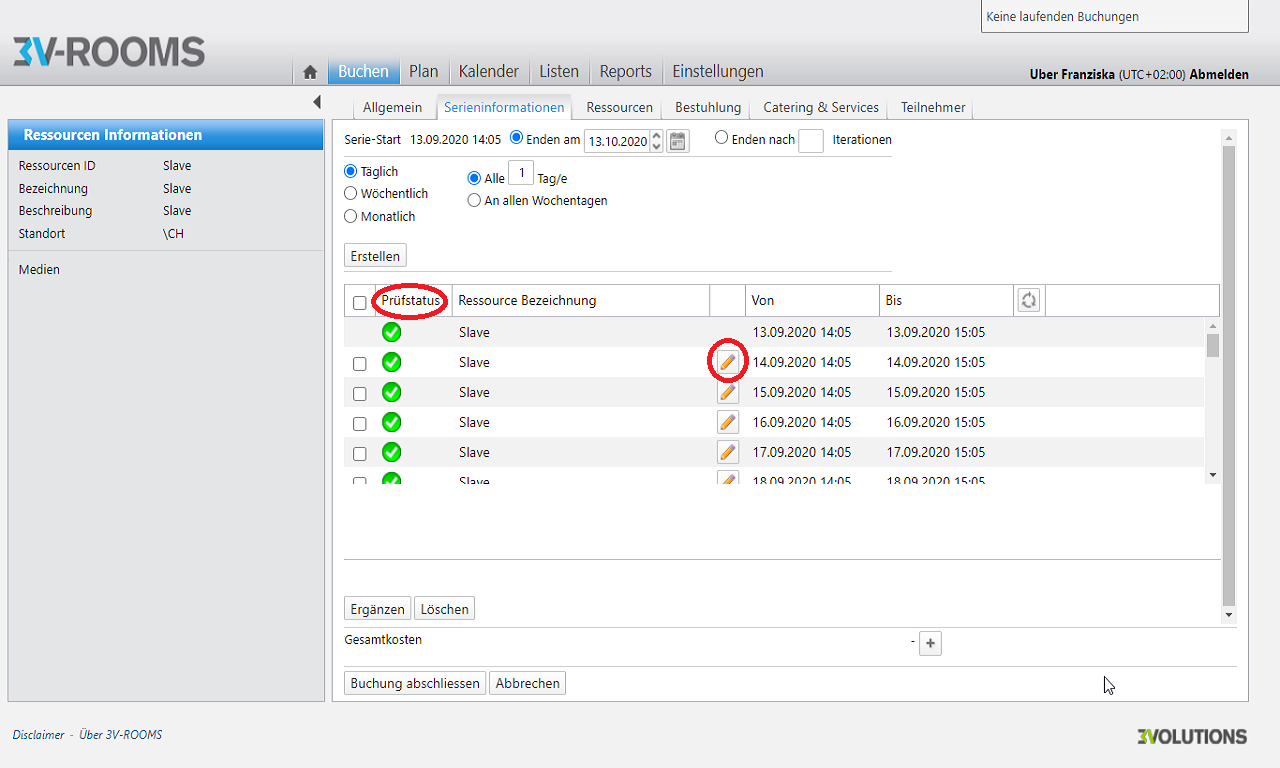 Keine laufenden Buchungen
3V-ROOMS
Buchen Plan Kalender Listen Reports Einstellungen
Uber Franziska (UTC+02:00) Abmelden
Allgemein Serieninformationen Ressourcen Bestuhlung Catering & Services Teilnehmer
Ressourcen Informationen
Ressourcen ID Slave
Bezeichnung Slave
Beschreibung Slave
Standort \CH
Medien
Serie-Start 13.09.2020 14:05 Enden am 13.10.2020 Enden nach Iterationen
Täglich
Wöchentlich
Monatlich
Alle 1 Tag/e
An allen Wochentagen
Erstellen
Prüfstatus Ressource Bezeichnung Von Bis
Slave 13.09.2020 14:05 13.09.2020 15:05
Slave 14.09.2020 14:05 14.09.2020 15:05
Slave 15.09.2020 14:05 15.09.2020 15:05
Slave 16.09.2020 14:05 16.09.2020 15:05
Slave 17.09.2020 14:05 17.09.2020 15:05
Slave 18.09.2020 14:05 18.09.2020 15:05
Ergänzen Löschen
Gesamtkosten - +
Buchung abschliessen Abbrechen
Disclaimer - Über 3V-ROOMS
3VOLUTIONS